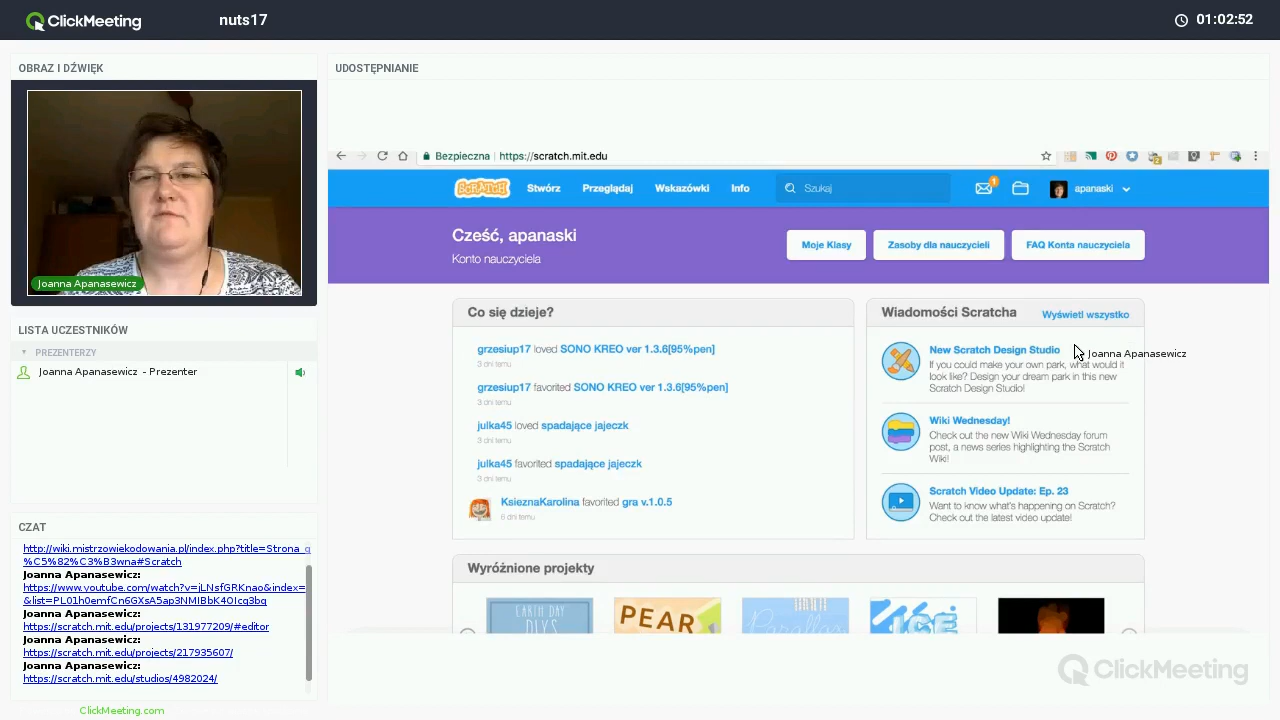 ClickMeeting
nuts17
01:02:52
OBRAZ I DŹWIĘK
Joanna Apanasewicz
LISTA UCZESTNIKÓW
PREZENTERZY
Joanna Apanasewicz - Prezenter
CZAT
http://wiki.mistrzowiekodowania.pl/index.php?title=Strona_g
%C5%82%C3%B3wna#Scratch
Joanna Apanasewicz:
https://www.youtube.com/watch?v=jLNsfGRKnao&index=
&list=PL01h0emfCn6GXsA5ap3NMIBbK4OIcq3bq
Joanna Apanasewicz:
https://scratch.mit.edu/projects/131977209/#editor
Joanna Apanasewicz:
https://scratch.mit.edu/projects/217935607/
Joanna Apanasewicz:
https://scratch.mit.edu/studios/4982024/
ClickMeeting.com
UDOSTĘPNIANIE
Bezpieczna https://scratch.mit.edu
SCRATCH Stwórz Przeglądaj Wskazówki Info Szukaj 1 apanaski
Cześć, apanaski
Konto nauczyciela
Moje Klasy Zasoby dla nauczycieli FAQ Konta nauczyciela
Co się dzieje?
grzesiup17 loved SONO KREO ver 1.3.6[95%pen]
3 dni temu
grzesiup17 favorited SONO KREO ver 1.3.6[95%pen]
3 dni temu
julka45 loved spadające jajeczk
3 dni temu
julka45 favorited spadające jajeczk
3 dni temu
KsieznaKarolina favorited gra v.1.0.5
6 dni temu
Wiadomości Scratcha Wyświetl wszystko
New Scratch Design Studio
Joanna Apanasewicz
If you could make your own park, what would it
look like? Design your dream park in this new
Scratch Design Studio!
Wiki Wednesday!
Check out the new Wiki Wednesday forum
post, a news series highlighting the Scratch
Wiki!
Scratch Video Update: Ep. 23
Want to know what's happening on Scratch?
Check out the latest video update!
Wyróżnione projekty
EARTH DAY
DIYS
PEAR
Parallax
ICE
ClickMeeting